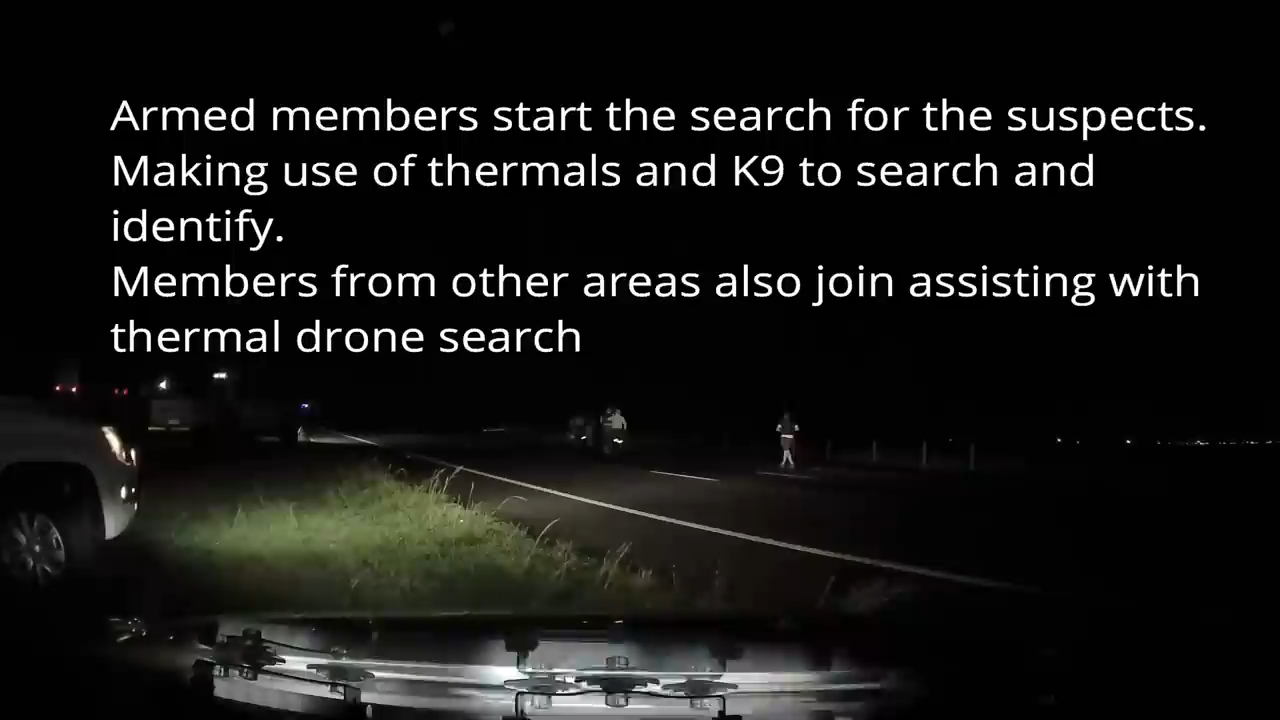 Armed members start the search for the suspects.
Making use of thermals and K9 to search and
identify.
Members from other areas also join assisting with
thermal drone search